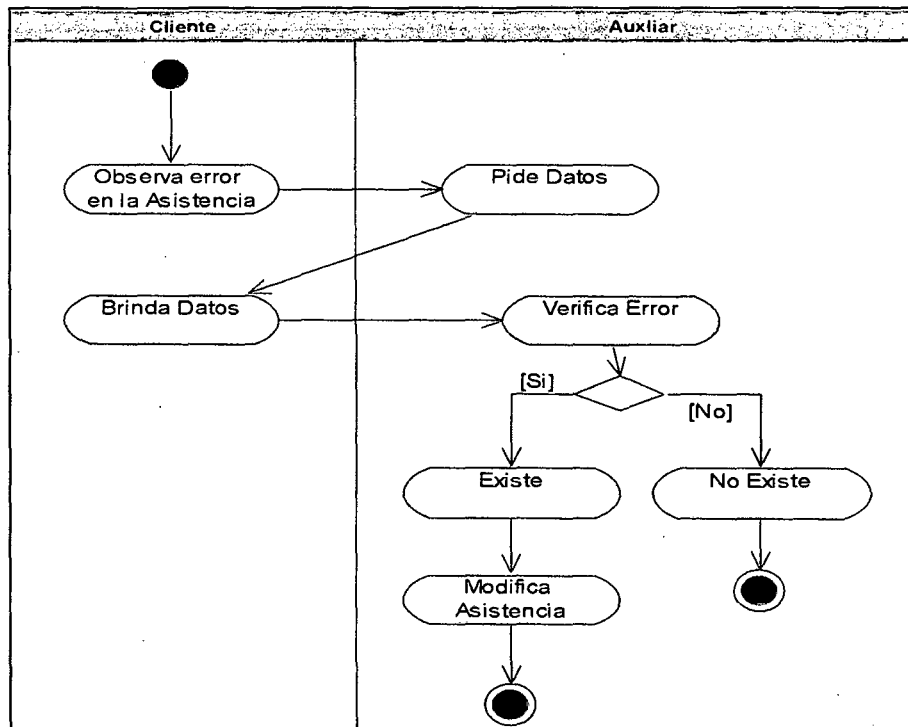 Cliente
Auxliar
Observa error
en la Asistencia
Pide Datos
Brinda Datos
Verifica Error
[Si]
[No]
Existe
No Existe
Modifica
Asistencia